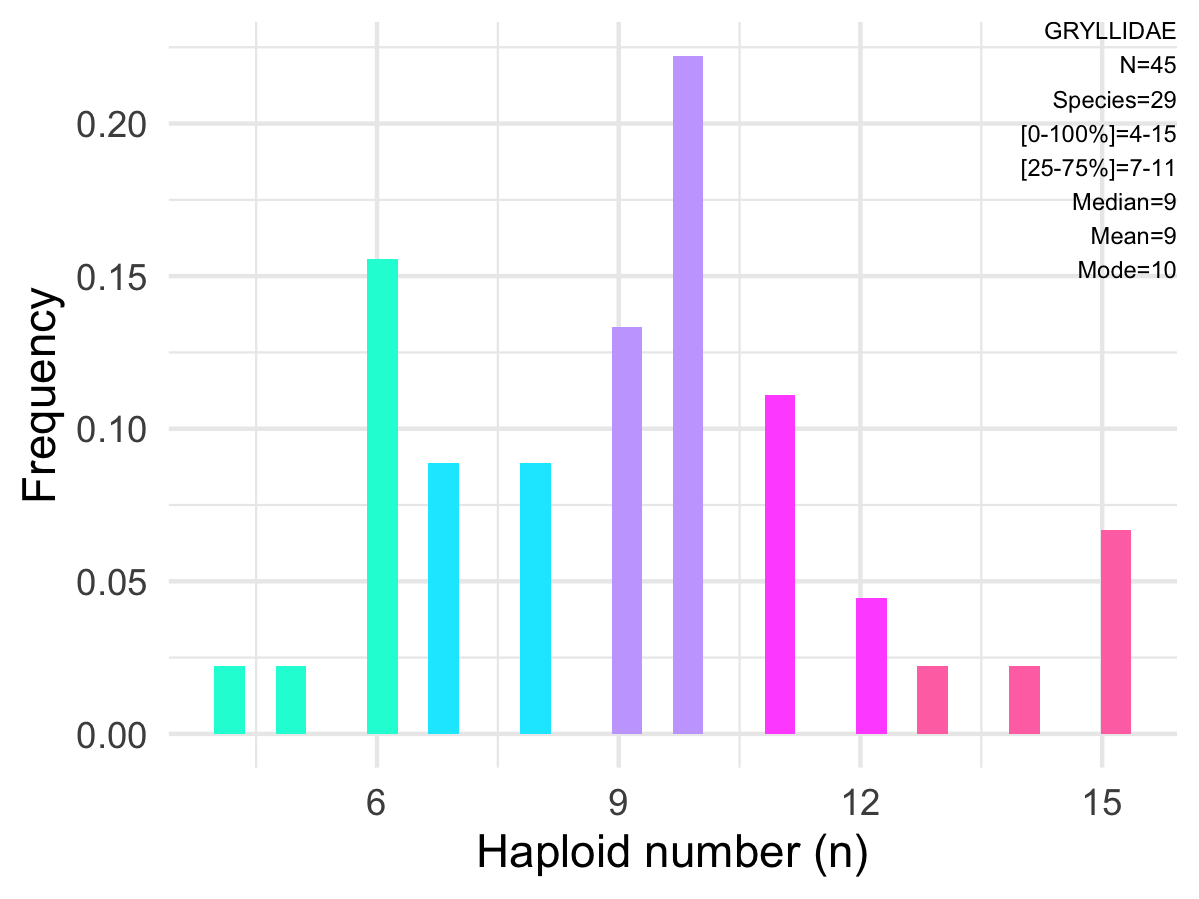 GRYLLIDAE
N=45
Species=29
[0-100%]=4-15
[25-75%]=7-11
Median=9
Mean=9
Mode=10
Frequency
0.20
0.15
0.10
0.05
0.00
6 9 12 15
Haploid number (n)